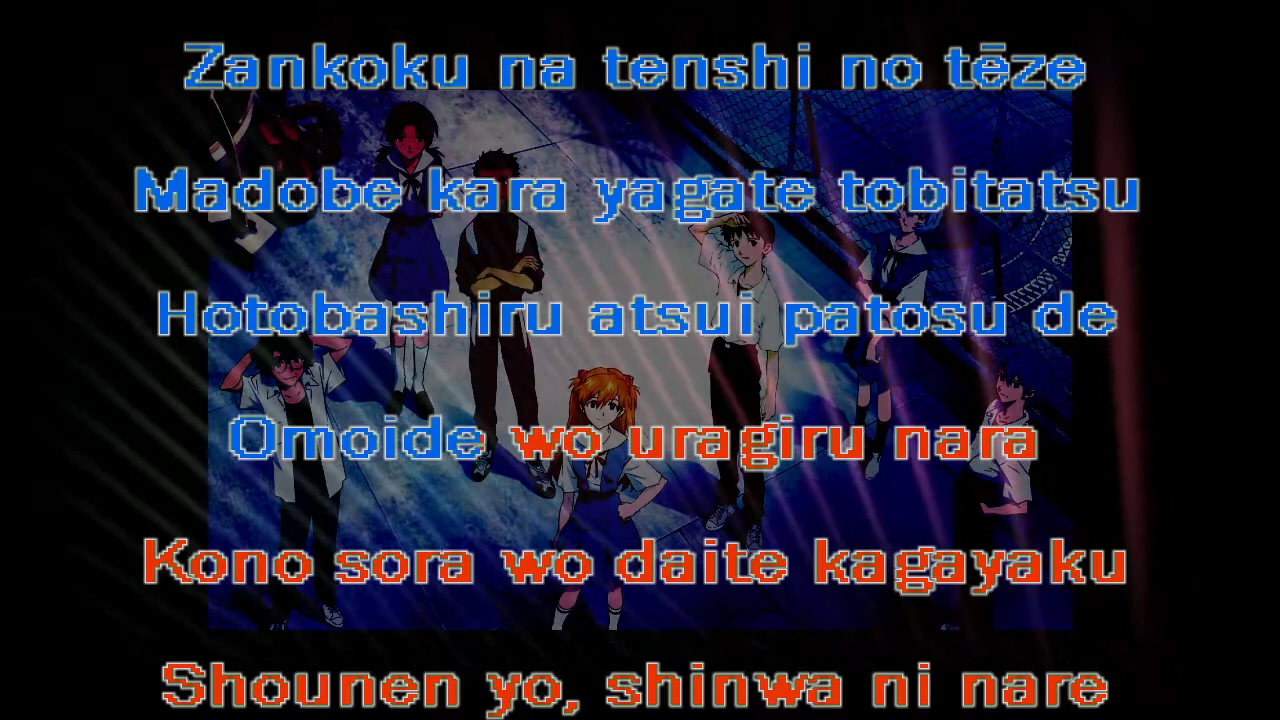 Zankoku na tenshi no tēze
Madobe kara yagate tobitatsu
Hotobashiru atsui patosu de
Omoide wo uragiru nara
Kono sora wo daite kagayaku
Shounen yo, shinwa ni nare